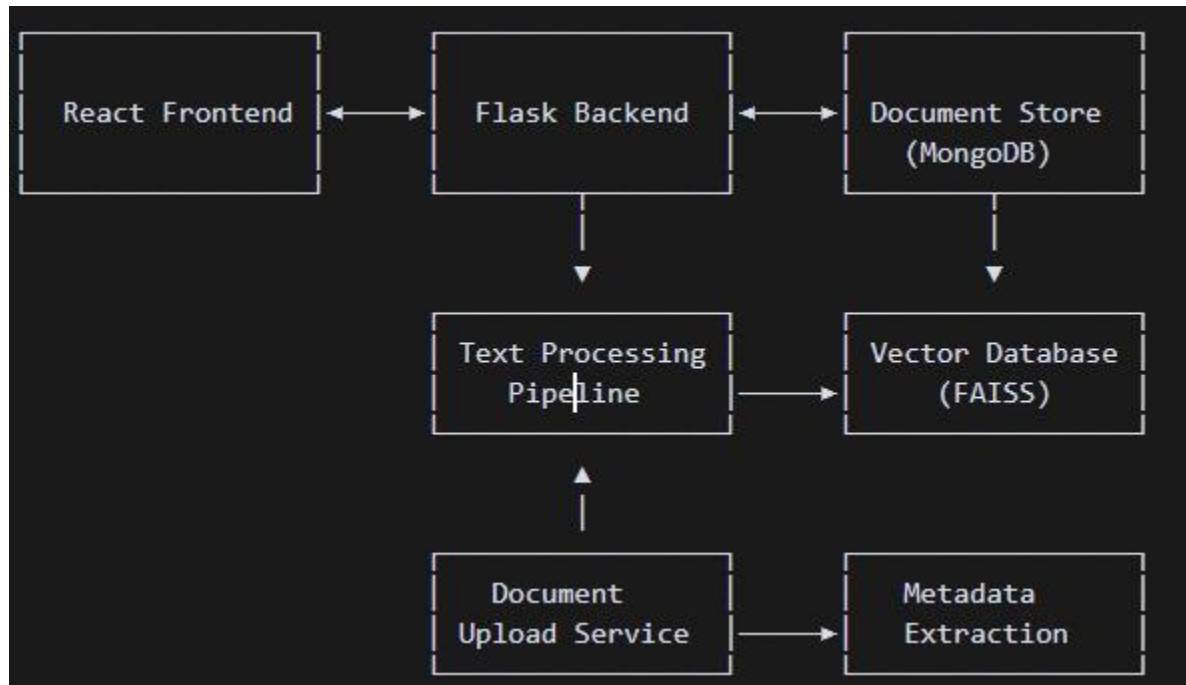 React Frontend
Flask Backend
Document Store
(MongoDB)
Text Processing
Pipeline
Vector Database
(FAISS)
Document
Upload Service
Metadata
Extraction